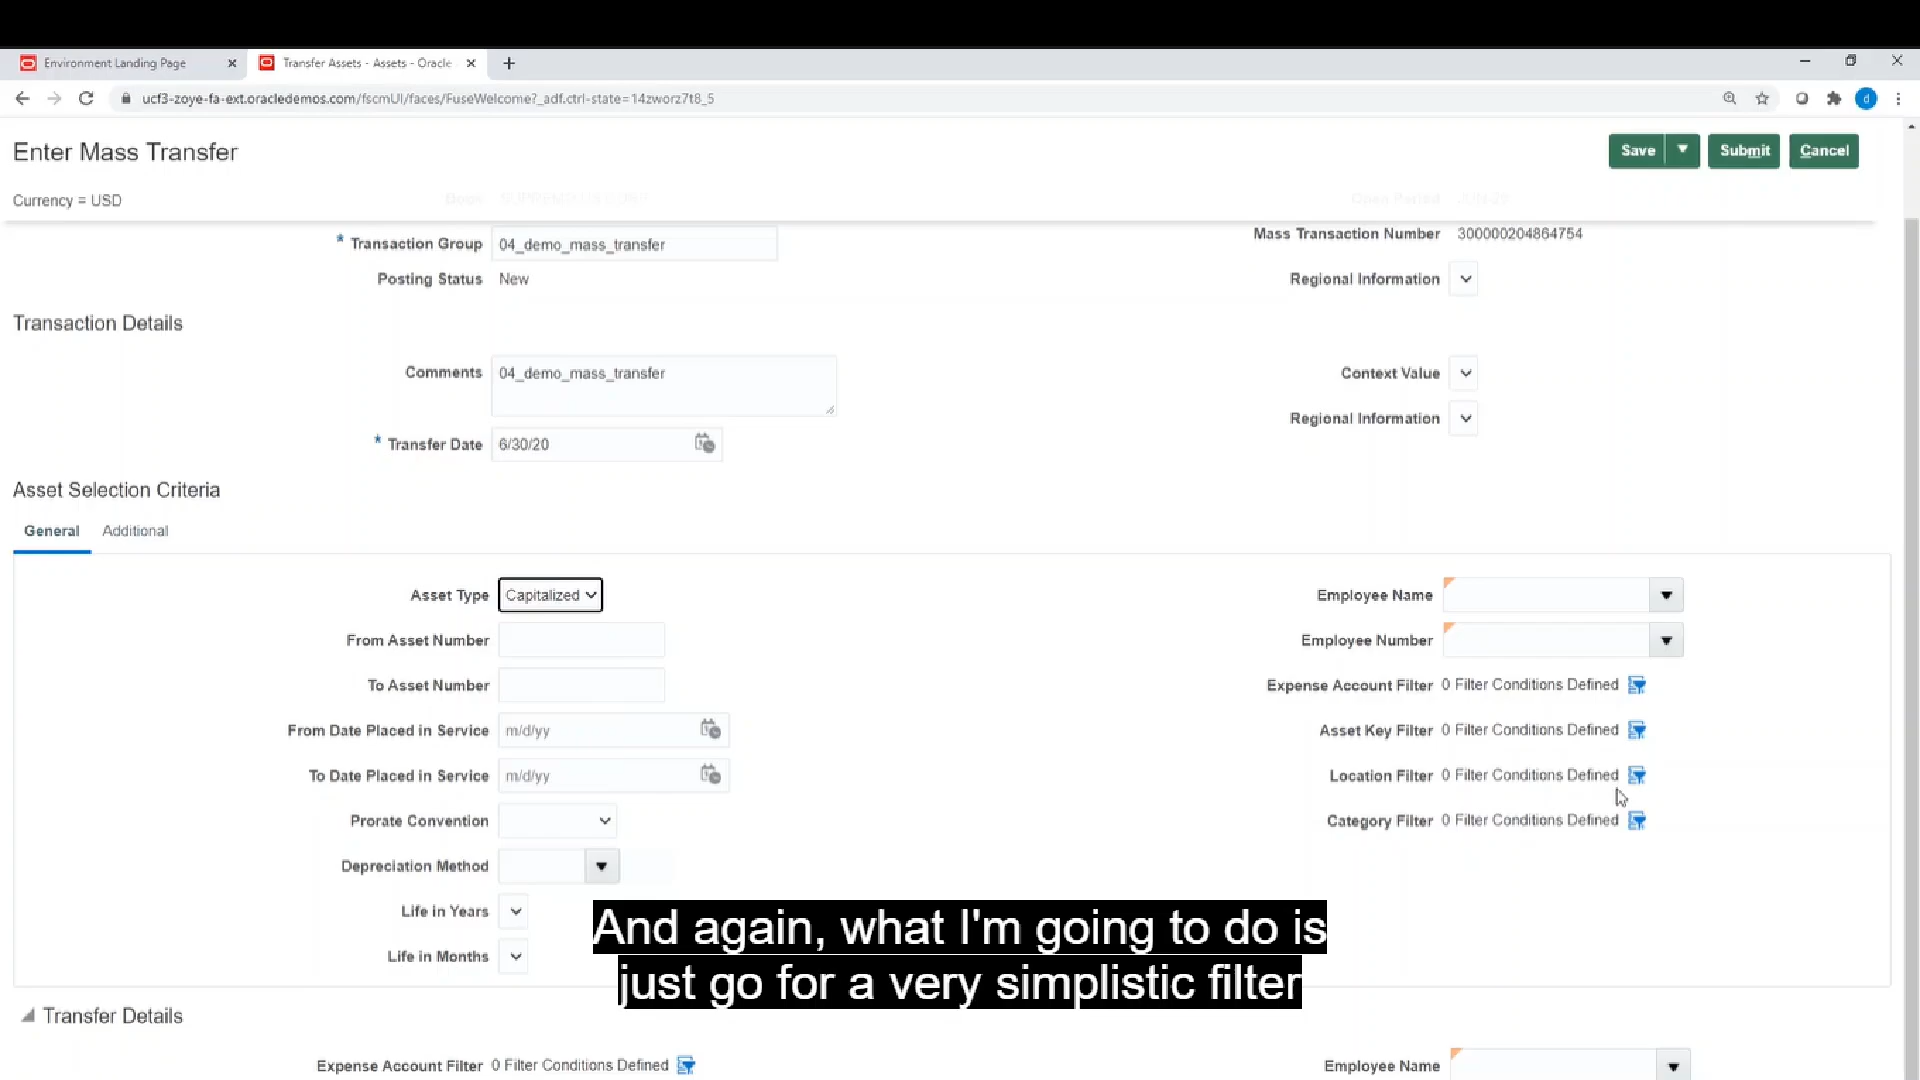 Environment Landing Page
Transfer Assets - Assets - Oracle
ucf3-zoye-fa-ext.oracledemos.com/fscmUI/faces/FuseWelcome?_adf.ctrl-state=14zworz7t8_5
d
Enter Mass Transfer
Save
Submit
Cancel
Currency = USD
Book
Open Period
* Transaction Group 04_demo_mass_transfer
Mass Transaction Number 300000204864754
Posting Status New
Regional Information
Transaction Details
Comments 04_demo_mass_transfer
Context Value
Regional Information
* Transfer Date 6/30/20
Asset Selection Criteria
General Additional
Asset Type Capitalized
Employee Name
From Asset Number
Employee Number
To Asset Number
Expense Account Filter 0 Filter Conditions Defined
From Date Placed in Service m/d/yy
Asset Key Filter 0 Filter Conditions Defined
To Date Placed in Service m/d/yy
Location Filter 0 Filter Conditions Defined
Prorate Convention
Category Filter 0 Filter Conditions Defined
Depreciation Method
Life in Years
Life in Months
And again, what I'm going to do is
just go for a very simplistic filter
Transfer Details
Expense Account Filter 0 Filter Conditions Defined
Employee Name